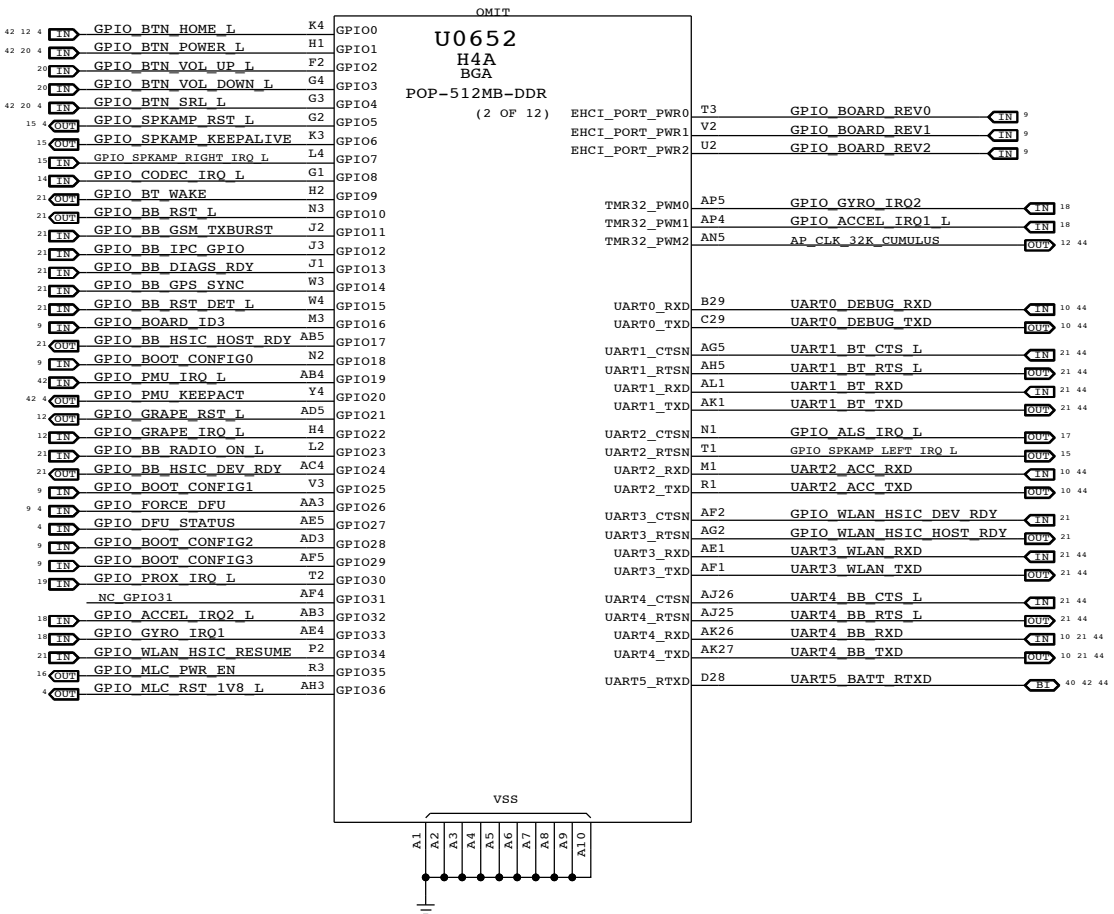 OMIT
U0652
H4A
BGA
POP-512MB-DDR
(2 OF 12)
42 12 4 IN GPIO_BTN_HOME_L K4 GPIO0
42 20 4 IN GPIO_BTN_POWER_L H1 GPIO1
20 IN GPIO_BTN_VOL_UP_L F2 GPIO2
20 IN GPIO_BTN_VOL_DOWN_L G4 GPIO3
42 20 4 IN GPIO_BTN_SRL_L G3 GPIO4
15 4 OUT GPIO_SPKAMP_RST_L G2 GPIO5
15 OUT GPIO_SPKAMP_KEEPALIVE K3 GPIO6
15 IN GPIO_SPKAMP_RIGHT_IRQ_L L4 GPIO7
14 IN GPIO_CODEC_IRQ_L G1 GPIO8
21 OUT GPIO_BT_WAKE H2 GPIO9
21 OUT GPIO_BB_RST_L N3 GPIO10
21 IN GPIO_BB_GSM_TXBURST J2 GPIO11
21 IN GPIO_BB_IPC_GPIO J3 GPIO12
21 IN GPIO_BB_DIAGS_RDY J1 GPIO13
21 IN GPIO_BB_GPS_SYNC W3 GPIO14
21 IN GPIO_BB_RST_DET_L W4 GPIO15
9 IN GPIO_BOARD_ID3 M3 GPIO16
21 OUT GPIO_BB_HSIC_HOST_RDY AB5 GPIO17
9 IN GPIO_BOOT_CONFIG0 N2 GPIO18
42 IN GPIO_PMU_IRQ_L AB4 GPIO19
42 4 OUT GPIO_PMU_KEEPACT Y4 GPIO20
12 OUT GPIO_GRAPE_RST_L AD5 GPIO21
12 IN GPIO_GRAPE_IRQ_L H4 GPIO22
21 IN GPIO_BB_RADIO_ON_L L2 GPIO23
21 OUT GPIO_BB_HSIC_DEV_RDY AC4 GPIO24
9 IN GPIO_BOOT_CONFIG1 V3 GPIO25
9 4 IN GPIO_FORCE_DFU AA3 GPIO26
4 IN GPIO_DFU_STATUS AE5 GPIO27
9 IN GPIO_BOOT_CONFIG2 AD3 GPIO28
9 IN GPIO_BOOT_CONFIG3 AF5 GPIO29
19 IN GPIO_PROX_IRQ_L T2 GPIO30
NC_GPIO31 AF4 GPIO31
18 IN GPIO_ACCEL_IRQ2_L AB3 GPIO32
18 IN GPIO_GYRO_IRQ1 AE4 GPIO33
21 IN GPIO_WLAN_HSIC_RESUME P2 GPIO34
16 OUT GPIO_MLC_PWR_EN R3 GPIO35
4 OUT GPIO_MLC_RST_1V8_L AH3 GPIO36
EHCI_PORT_PWR0 T3 GPIO_BOARD_REV0 IN 9
EHCI_PORT_PWR1 V2 GPIO_BOARD_REV1 IN 9
EHCI_PORT_PWR2 U2 GPIO_BOARD_REV2 IN 9
TMR32_PWM0 AP5 GPIO_GYRO_IRQ2 IN 18
TMR32_PWM1 AP4 GPIO_ACCEL_IRQ1_L IN 18
TMR32_PWM2 AN5 AP_CLK_32K_CUMULUS OUT 12 44
UART0_RXD B29 UART0_DEBUG_RXD IN 10 44
UART0_TXD C29 UART0_DEBUG_TXD OUT 10 44
UART1_CTSN AG5 UART1_BT_CTS_L IN 21 44
UART1_RTSN AH5 UART1_BT_RTS_L OUT 21 44
UART1_RXD AL1 UART1_BT_RXD IN 21 44
UART1_TXD AK1 UART1_BT_TXD OUT 21 44
UART2_CTSN N1 GPIO_ALS_IRQ_L OUT 17
UART2_RTSN T1 GPIO_SPKAMP_LEFT_IRQ_L OUT 15
UART2_RXD M1 UART2_ACC_RXD IN 10 44
UART2_TXD R1 UART2_ACC_TXD OUT 10 44
UART3_CTSN AF2 GPIO_WLAN_HSIC_DEV_RDY IN 21
UART3_RTSN AG2 GPIO_WLAN_HSIC_HOST_RDY OUT 21
UART3_RXD AE1 UART3_WLAN_RXD IN 21 44
UART3_TXD AF1 UART3_WLAN_TXD OUT 21 44
UART4_CTSN AJ26 UART4_BB_CTS_L IN 21 44
UART4_RTSN AJ25 UART4_BB_RTS_L OUT 21 44
UART4_RXD AK26 UART4_BB_RXD IN 10 21 44
UART4_TXD AK27 UART4_BB_TXD OUT 10 21 44
UART5_RTXD D28 UART5_BATT_RTXD BI 40 42 44
VSS
A1 A2 A3 A4 A5 A6 A7 A8 A9 A10